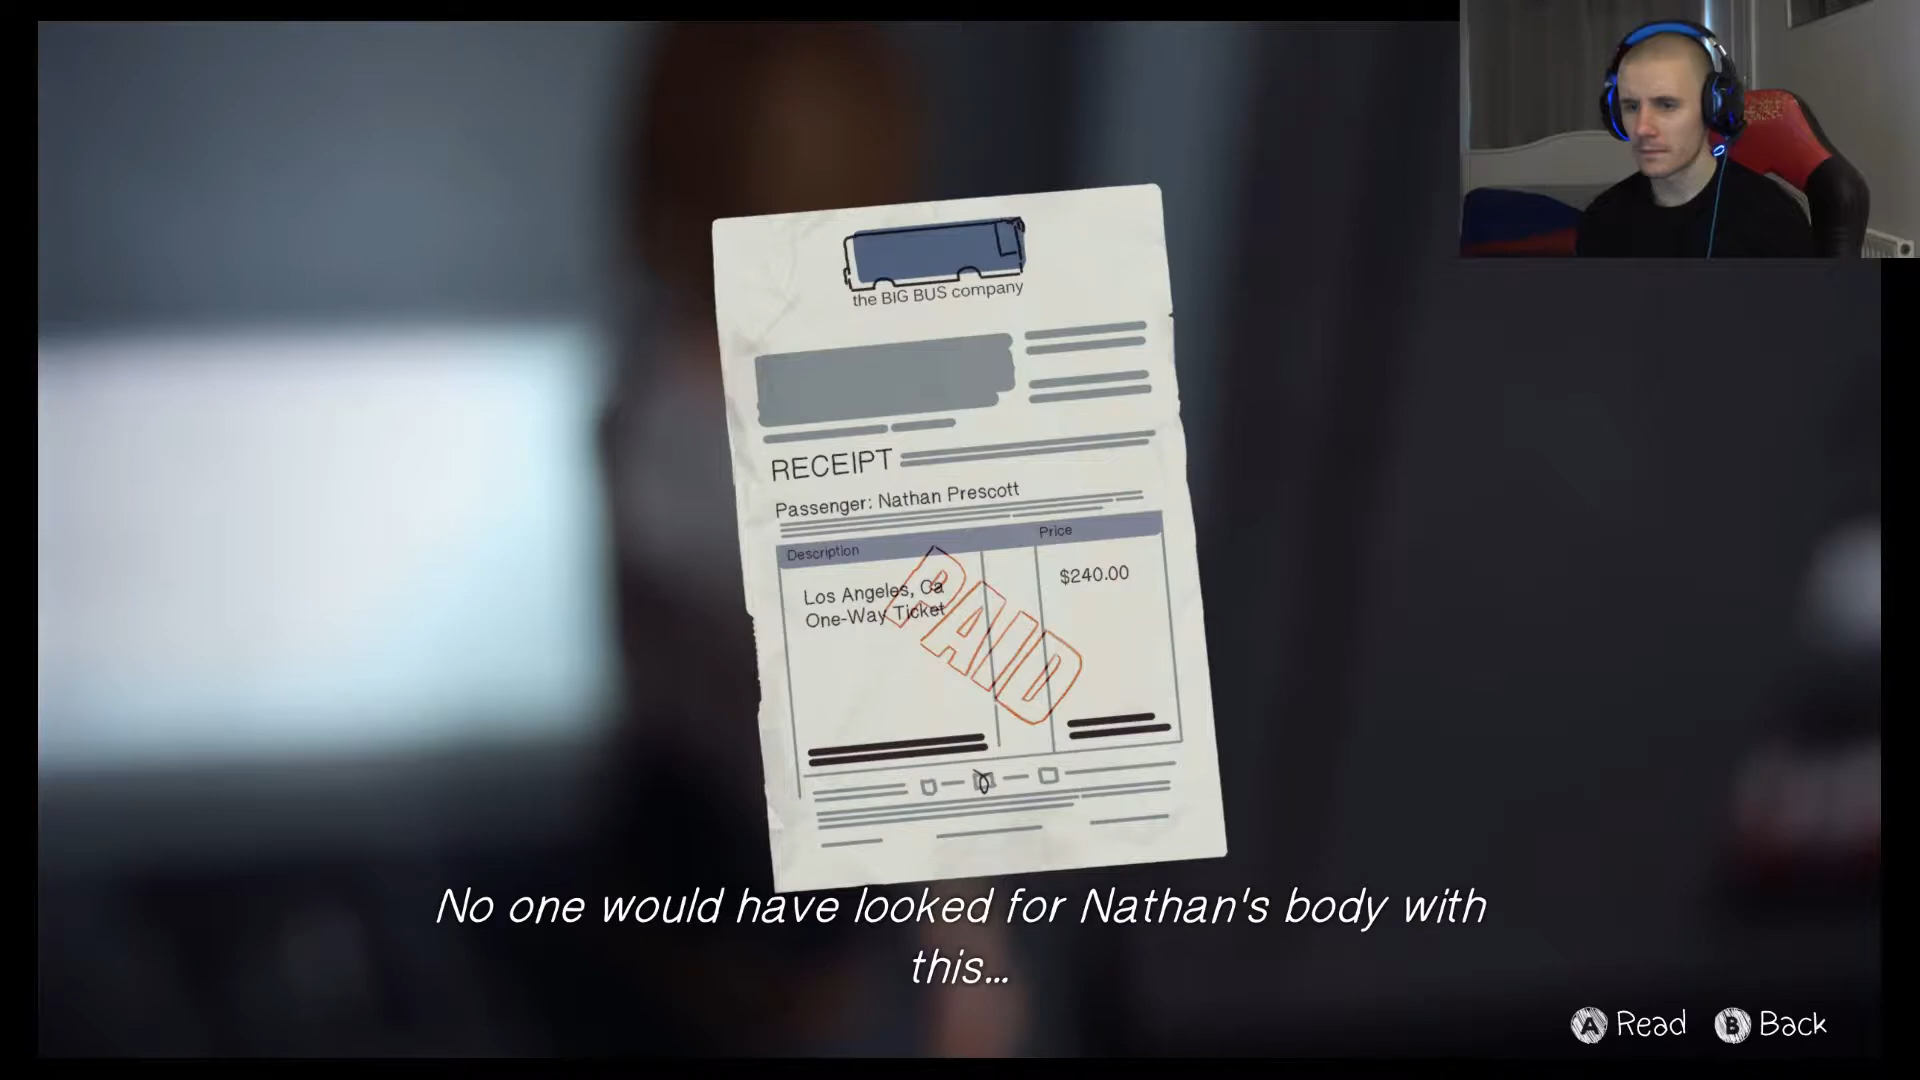 the BIG BUS company
RECEIPT
Passenger: Nathan Prescott
Description Price
Los Angeles, Ca $240.00
One-Way Ticket
PAID
No one would have looked for Nathan's body with
this...
A Read B Back